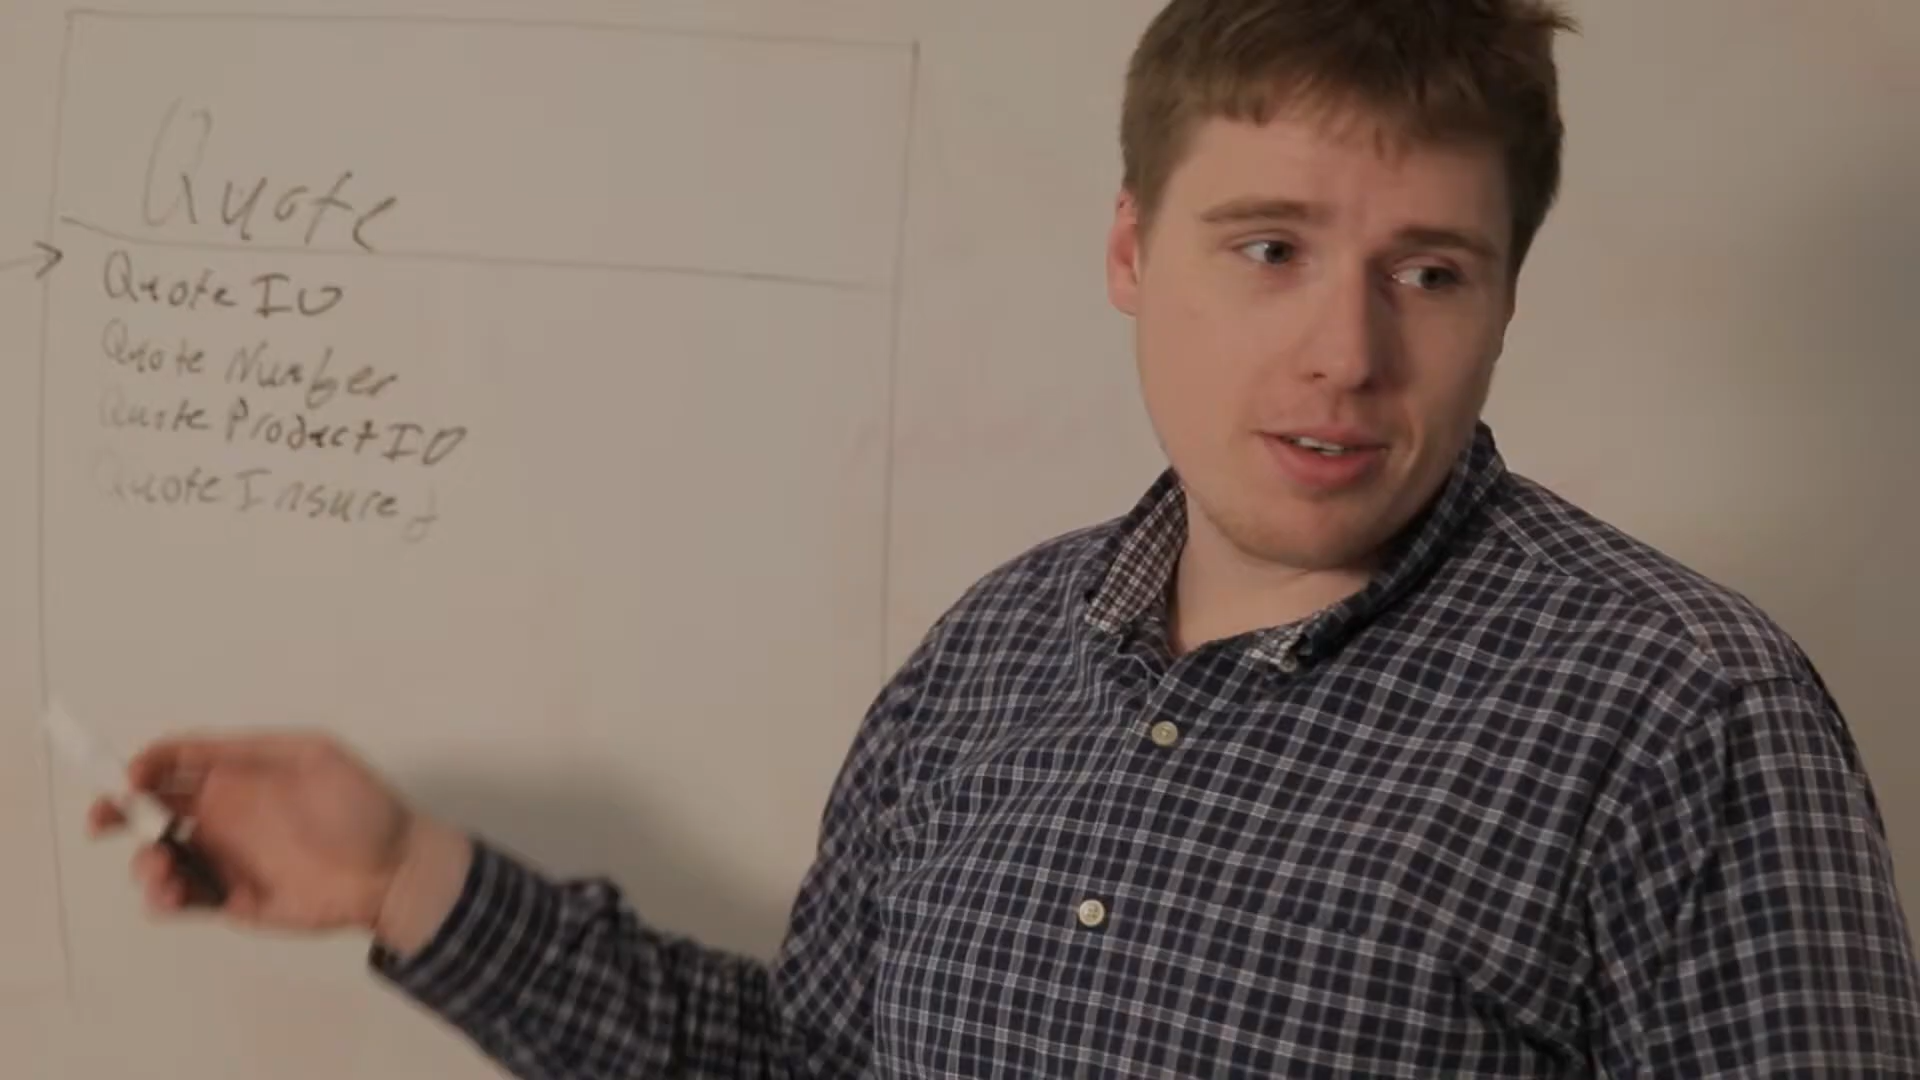 Quote
Quote ID
Quote Number
Quote Product ID
Quote Insured